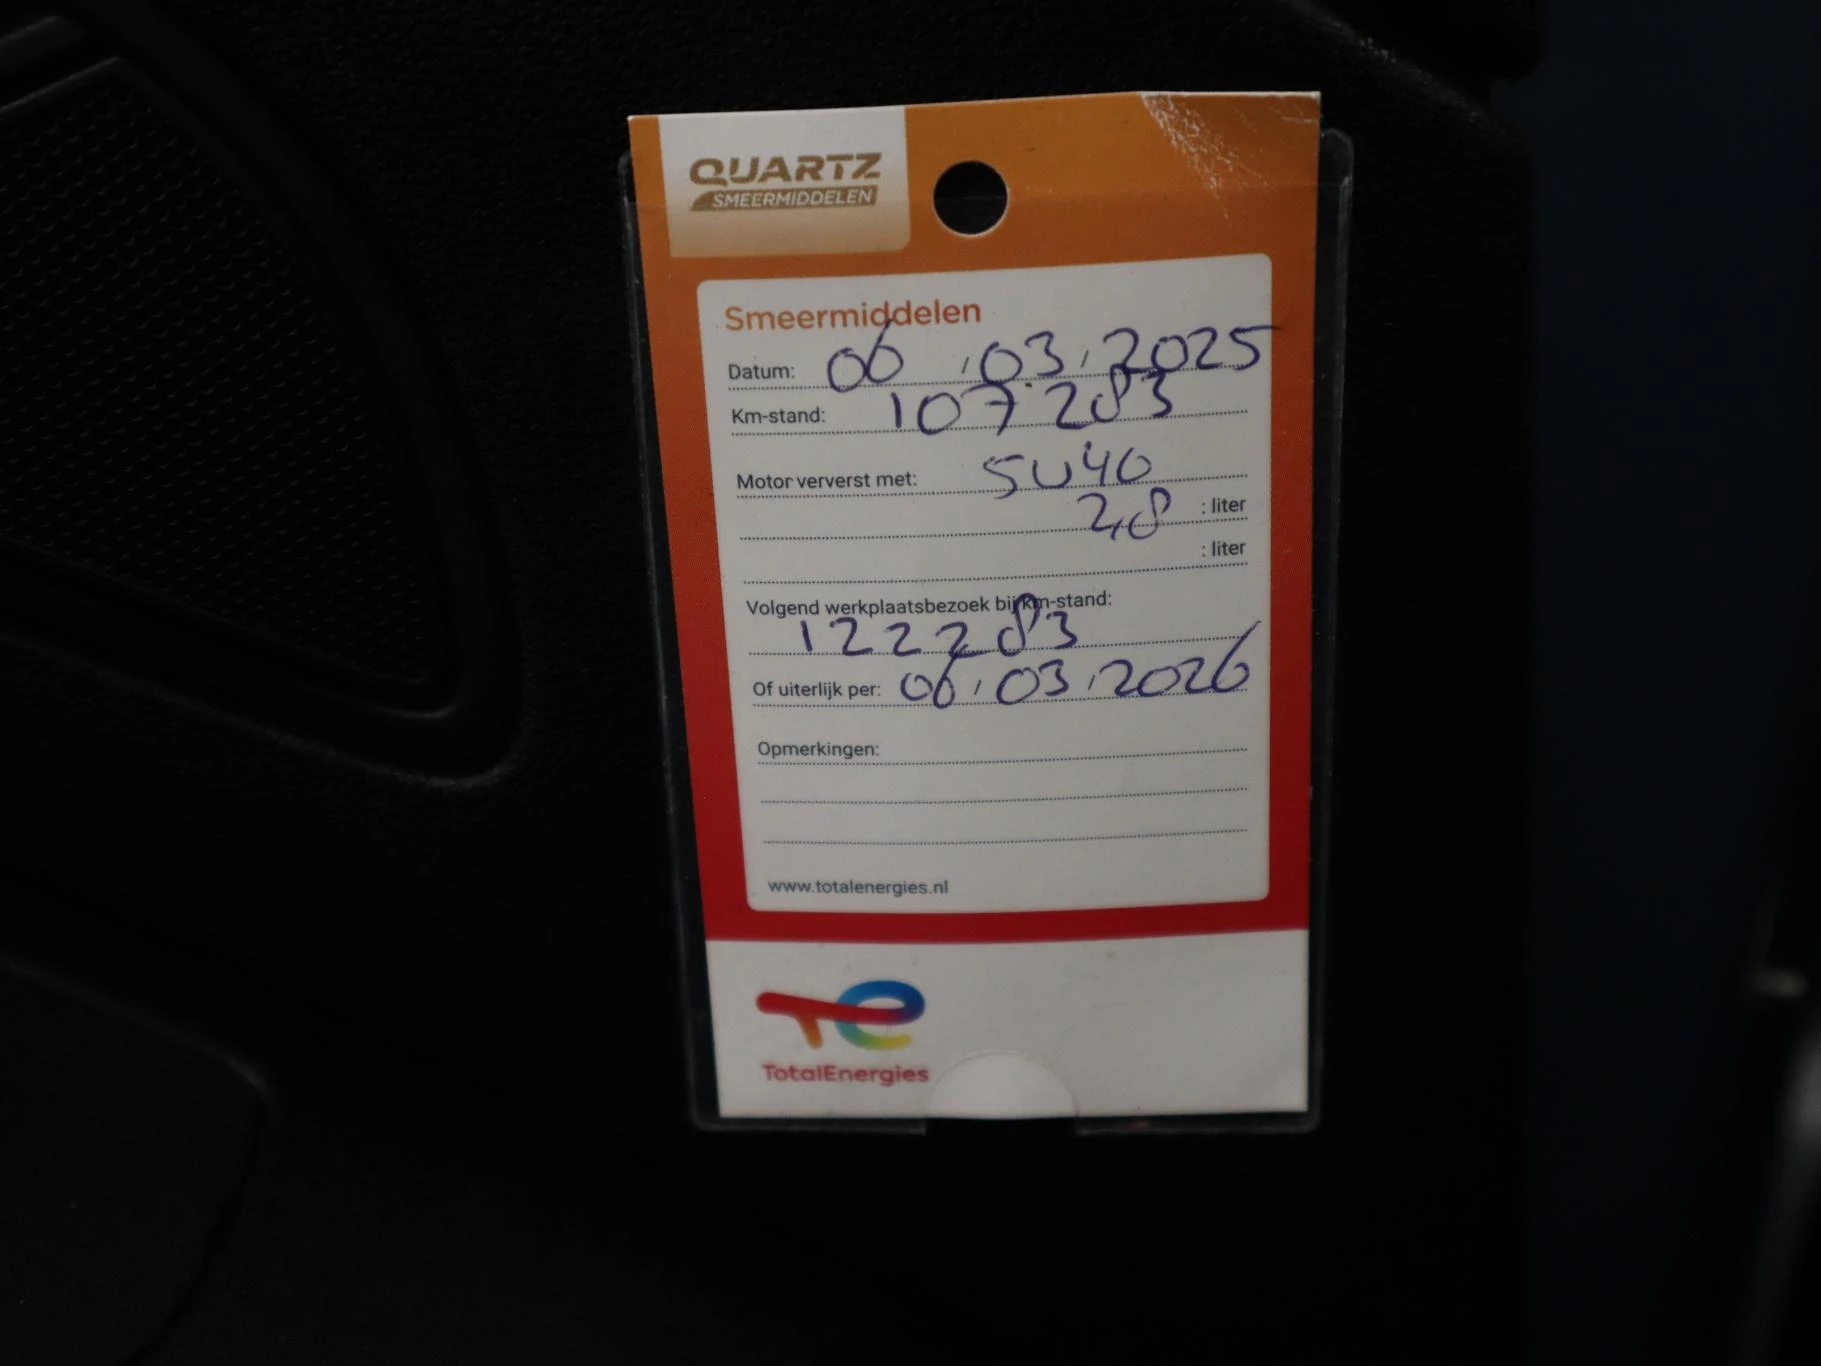 QUARTZ
SMEERMIDDELEN
Smeermiddelen
Datum: 06 / 03 / 2025
Km-stand: 107283
Motor ververst met: 5W40
2,8 : liter
: liter
Volgend werkplaatsbezoek bij km-stand:
122283
Of uiterlijk per: 06 / 03 / 2026
Opmerkingen:
www.totalenergies.nl
TotalEnergies